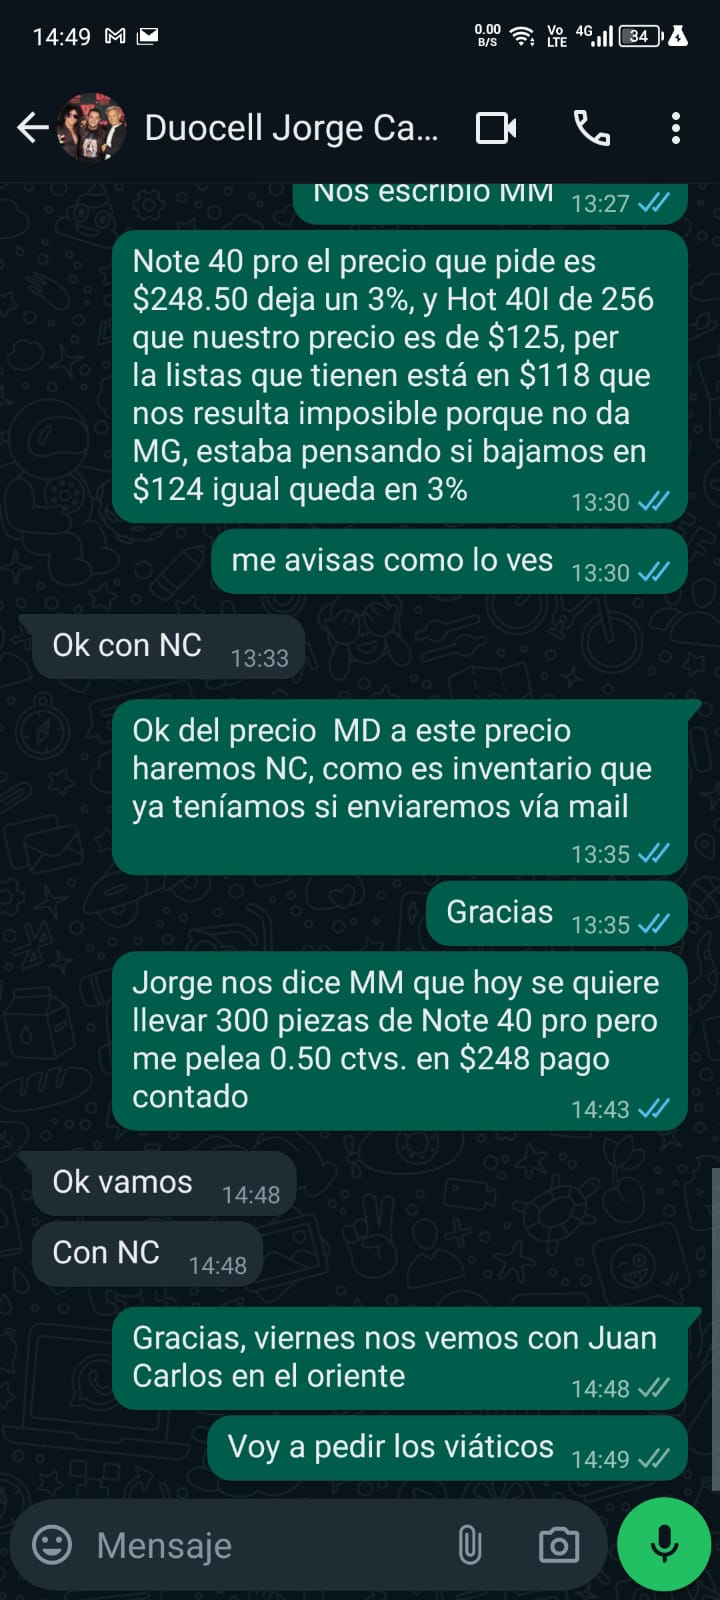 14:49
0.00 B/S
Vo LTE
4G
34
Duocell Jorge Ca...
Nos escribio MM 13:27
Note 40 pro el precio que pide es
$248.50 deja un 3%, y Hot 40I de 256
que nuestro precio es de $125, per
la listas que tienen está en $118 que
nos resulta imposible porque no da
MG, estaba pensando si bajamos en
$124 igual queda en 3% 13:30
me avisas como lo ves 13:30
Ok con NC 13:33
Ok del precio  MD a este precio
haremos NC, como es inventario que
ya teníamos si enviaremos vía mail
13:35
Gracias 13:35
Jorge nos dice MM que hoy se quiere
llevar 300 piezas de Note 40 pro pero
me pelea 0.50 ctvs. en $248 pago
contado 14:43
Ok vamos 14:48
Con NC 14:48
Gracias, viernes nos vemos con Juan
Carlos en el oriente 14:48
Voy a pedir los viáticos 14:49
Mensaje